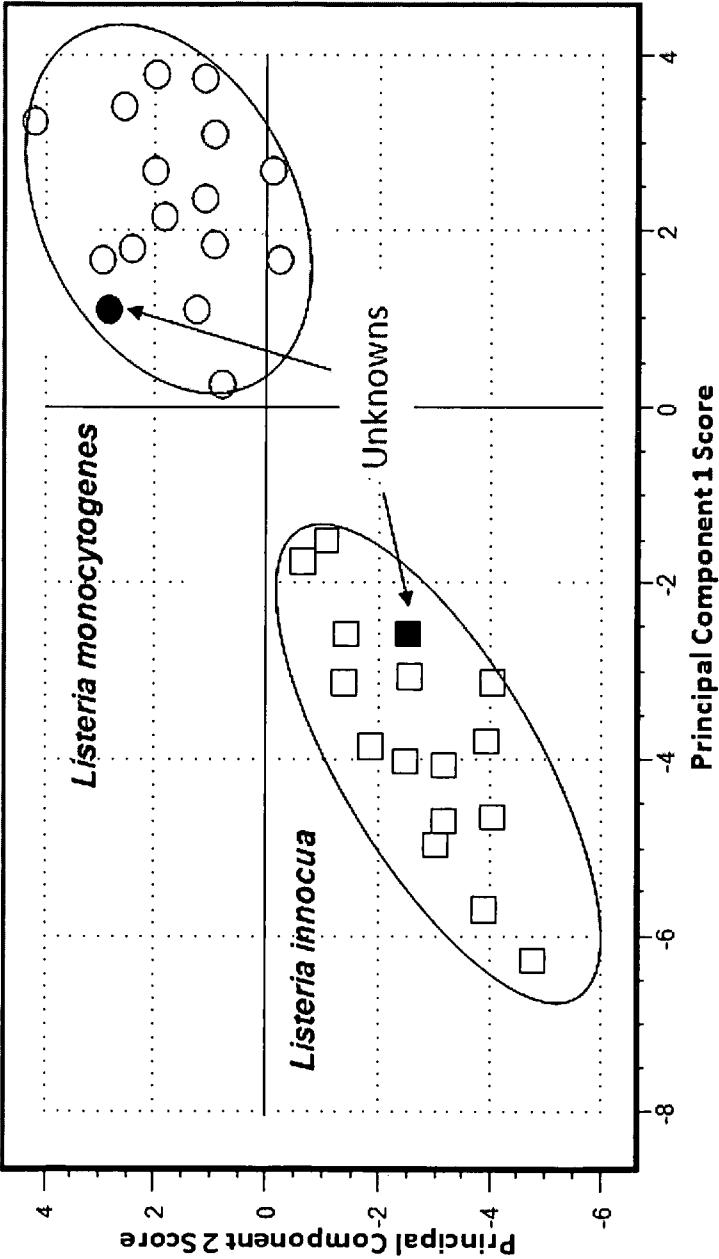 Listeria monocytogenes
Listeria innocua
Unknowns
Principal Component 2 Score
4
2
0
-2
-4
-6
-8
-6
-4
-2
0
2
4
Principal Component 1 Score